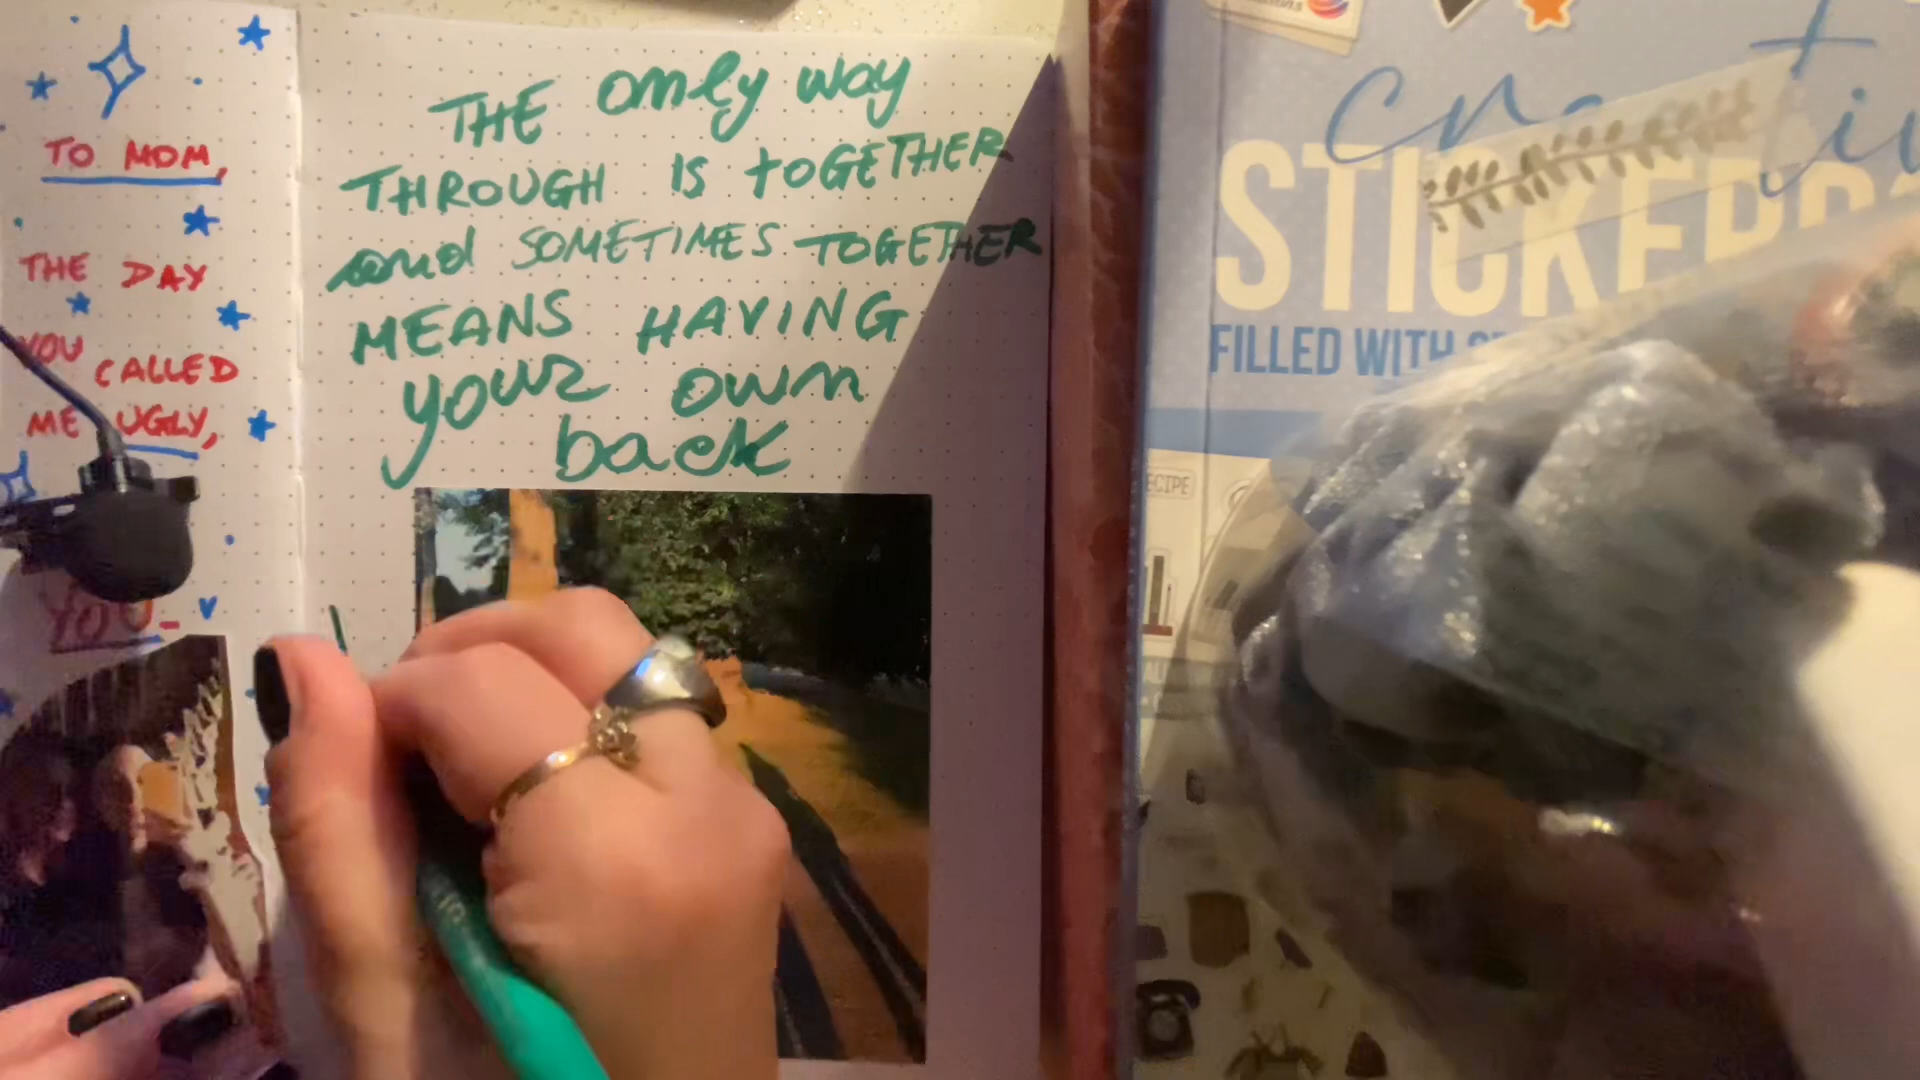 TO MOM,
THE DAY
YOU CALLED
ME UGLY,
YOU-
THE only way
THROUGH IS tOGETHER
and SOMETIMES TOGETHER
MEANS HAVING
your own
back
STICKER
FILLED WITH
ECIPE